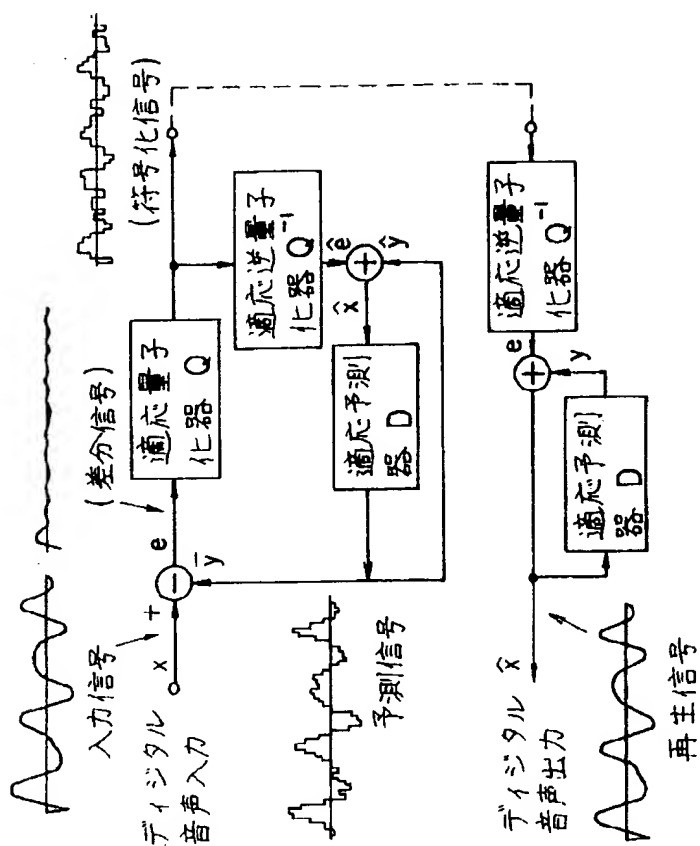 入力信号
(差分信号)
(符号化信号)
ディジタル
音声入力
x
+
−
e
ȳ
適応量子
化器 Q
適応逆量子
化器 Q⁻¹
ê
+
ŷ
x̂
適応予測
器 D
予測信号
適応逆量子
化器 Q⁻¹
e
+
y
適応予測
器 D
x̂
ディジタル
音声出力
再生信号